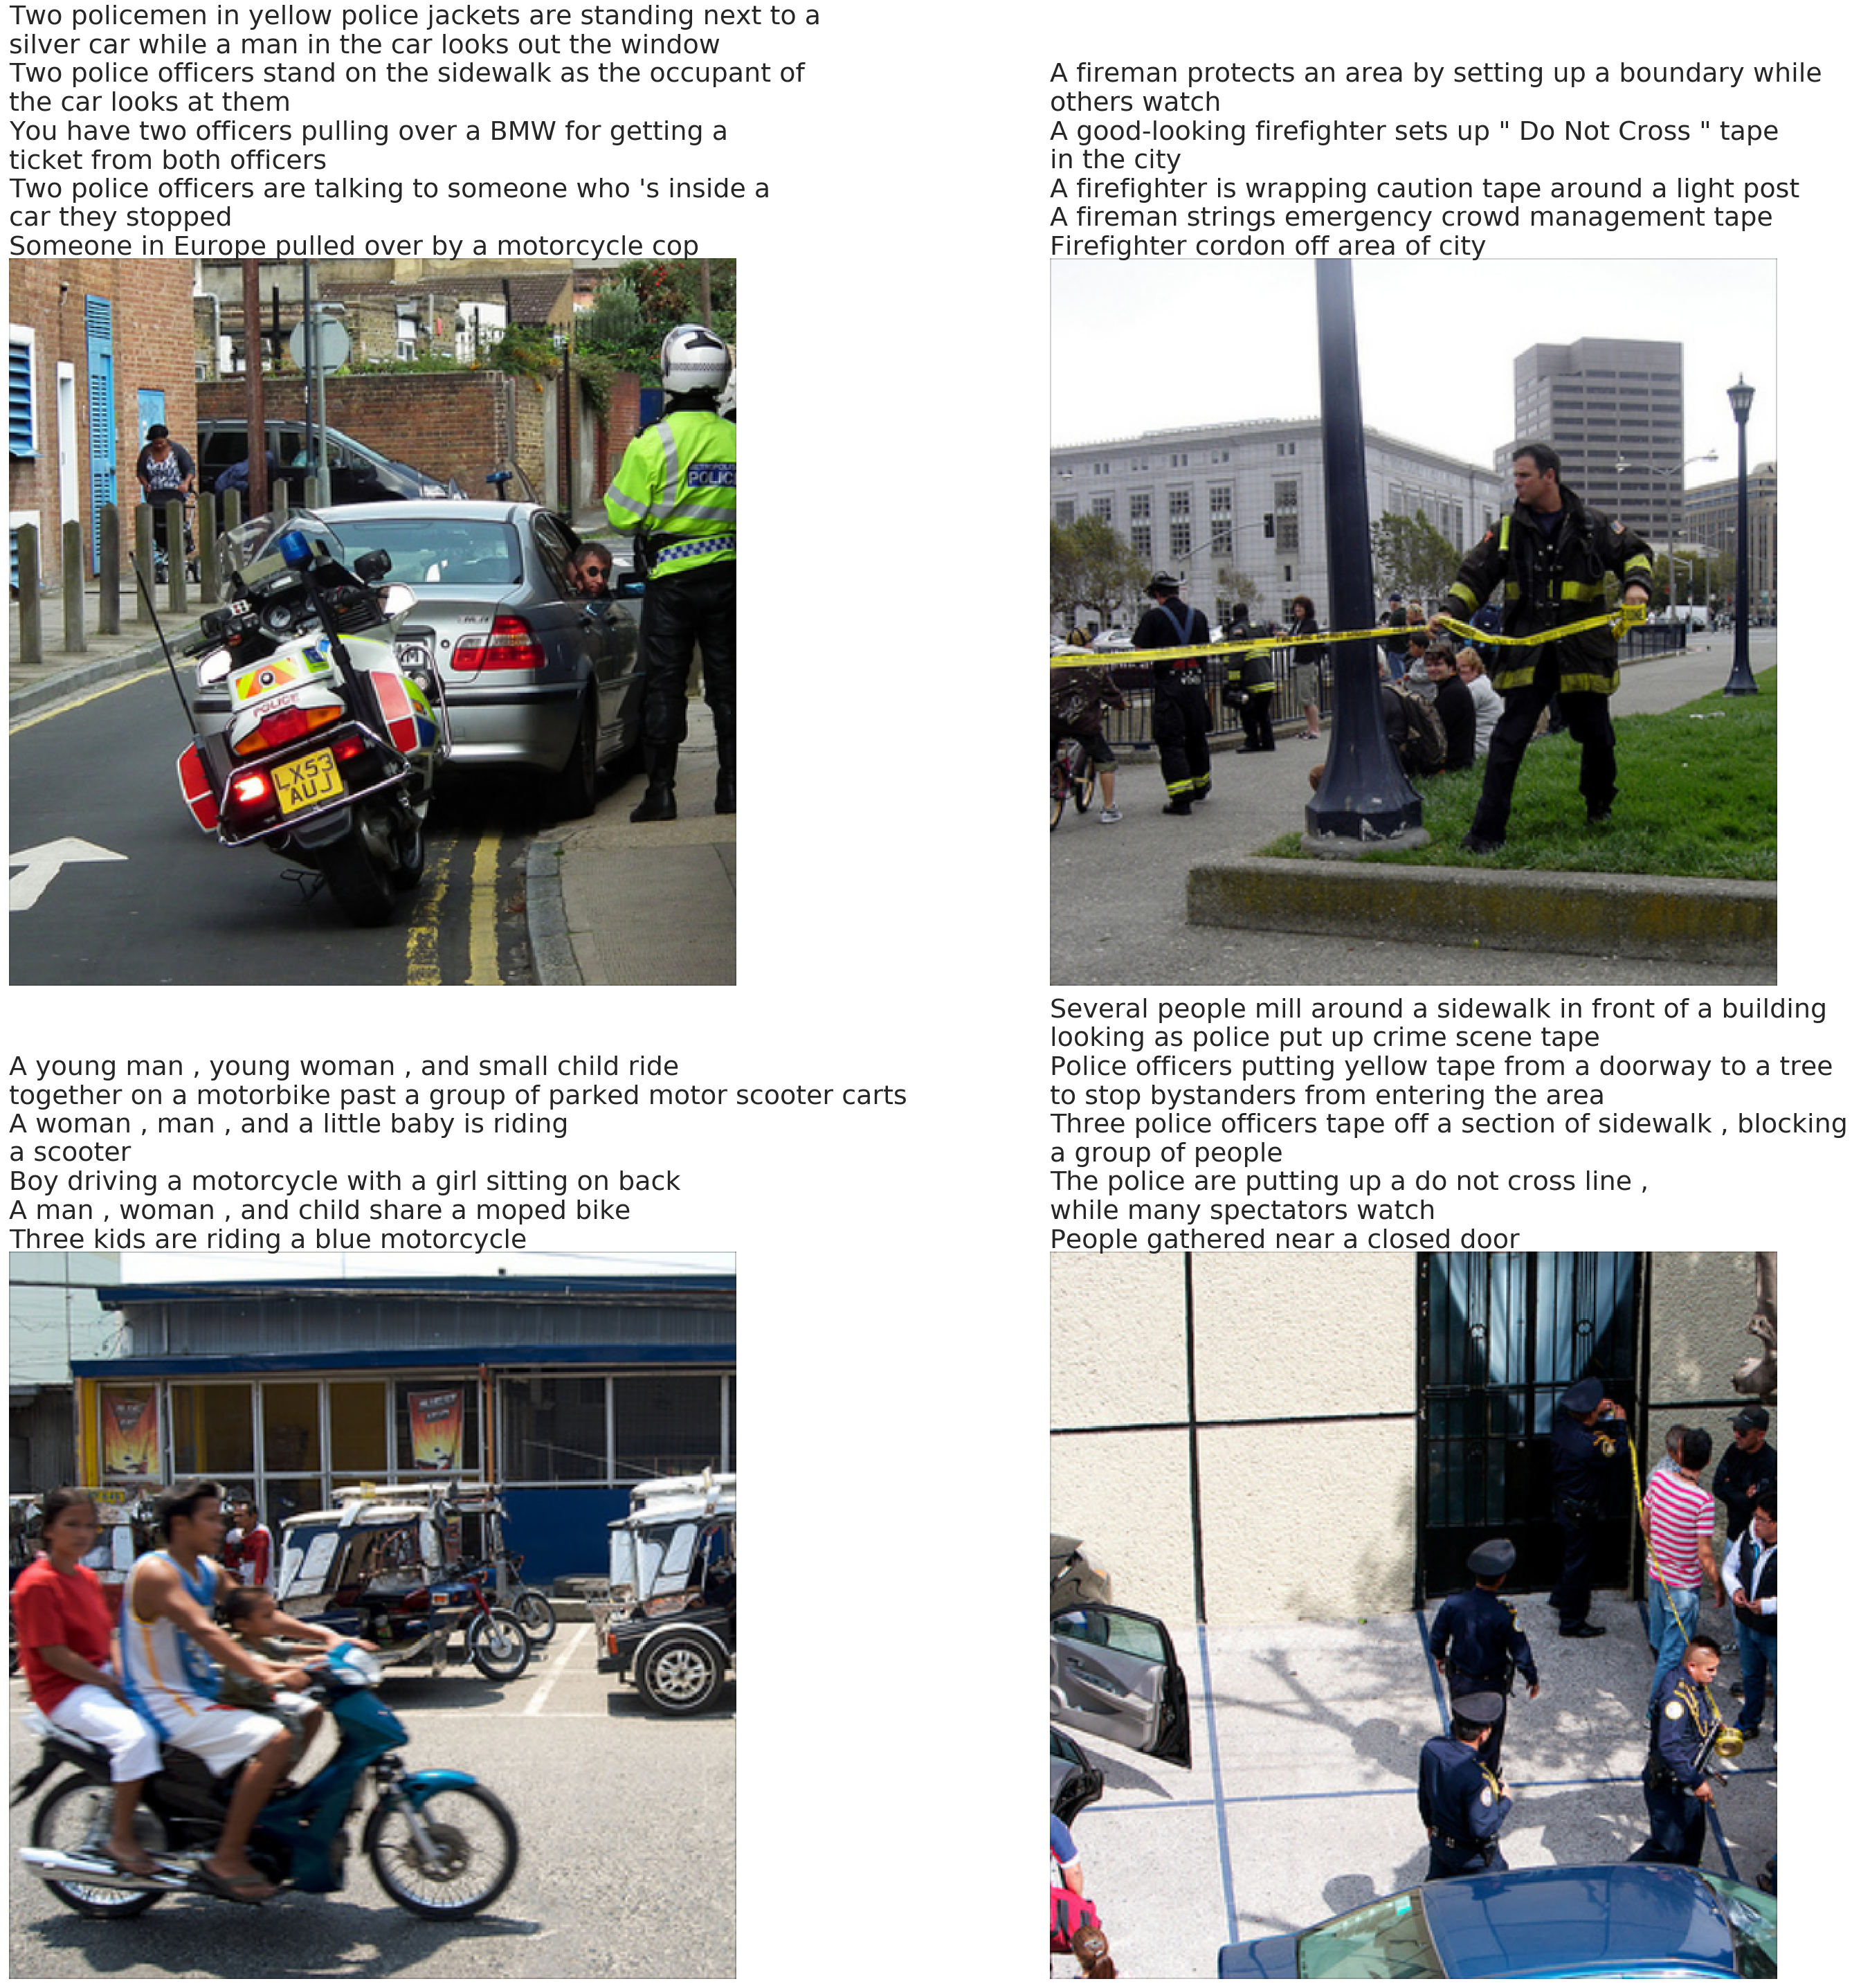 Two policemen in yellow police jackets are standing next to a
silver car while a man in the car looks out the window
Two police officers stand on the sidewalk as the occupant of
the car looks at them
You have two officers pulling over a BMW for getting a
ticket from both officers
Two police officers are talking to someone who 's inside a
car they stopped
Someone in Europe pulled over by a motorcycle cop
POLICE
POLICE
LX53
AUJ
A fireman protects an area by setting up a boundary while
others watch
A good-looking firefighter sets up " Do Not Cross " tape
in the city
A firefighter is wrapping caution tape around a light post
A fireman strings emergency crowd management tape
Firefighter cordon off area of city
A young man , young woman , and small child ride
together on a motorbike past a group of parked motor scooter carts
A woman , man , and a little baby is riding
a scooter
Boy driving a motorcycle with a girl sitting on back
A man , woman , and child share a moped bike
Three kids are riding a blue motorcycle
Several people mill around a sidewalk in front of a building
looking as police put up crime scene tape
Police officers putting yellow tape from a doorway to a tree
to stop bystanders from entering the area
Three police officers tape off a section of sidewalk , blocking
a group of people
The police are putting up a do not cross line ,
while many spectators watch
People gathered near a closed door